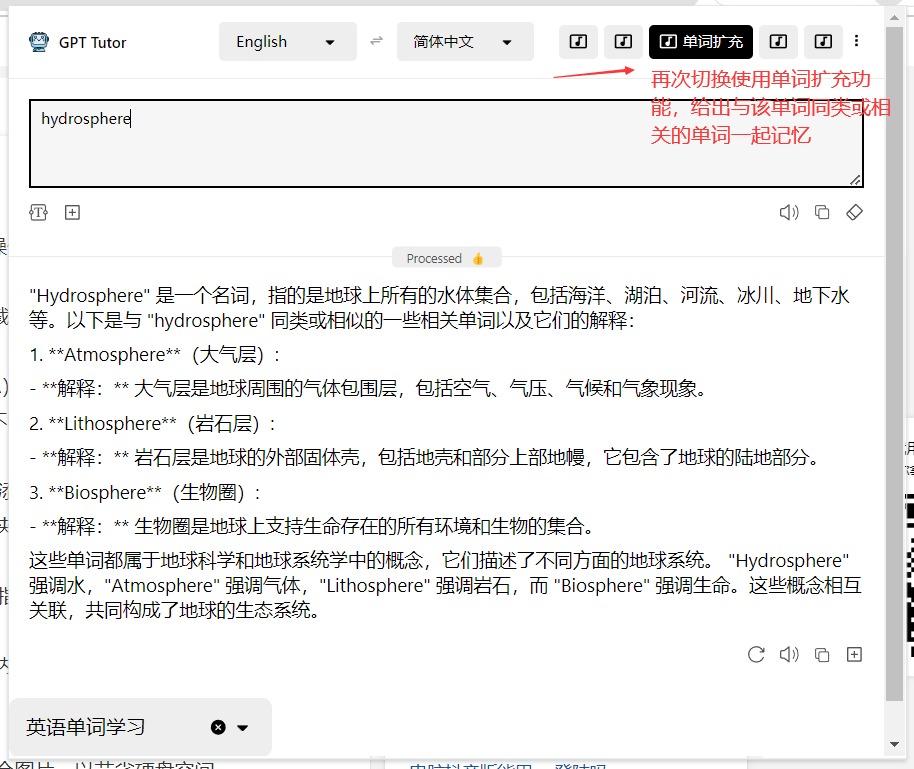 GPT Tutor
English
简体中文
单词扩充
再次切换使用单词扩充功
能，给出与该单词同类或相
关的单词一起记忆
hydrosphere
Processed 👍
"Hydrosphere" 是一个名词，指的是地球上所有的水体集合，包括海洋、湖泊、河流、冰川、地下水
等。以下是与 "hydrosphere" 同类或相似的一些相关单词以及它们的解释：
1. **Atmosphere**（大气层）:
- **解释：** 大气层是地球周围的气体包围层，包括空气、气压、气候和气象现象。
2. **Lithosphere**（岩石层）:
- **解释：** 岩石层是地球的外部固体壳，包括地壳和部分上部地幔，它包含了地球的陆地部分。
3. **Biosphere**（生物圈）:
- **解释：** 生物圈是地球上支持生命存在的所有环境和生物的集合。
这些单词都属于地球科学和地球系统学中的概念，它们描述了不同方面的地球系统。 "Hydrosphere"
强调水，"Atmosphere" 强调气体，"Lithosphere" 强调岩石，而 "Biosphere" 强调生命。这些概念相互
关联，共同构成了地球的生态系统。
英语单词学习